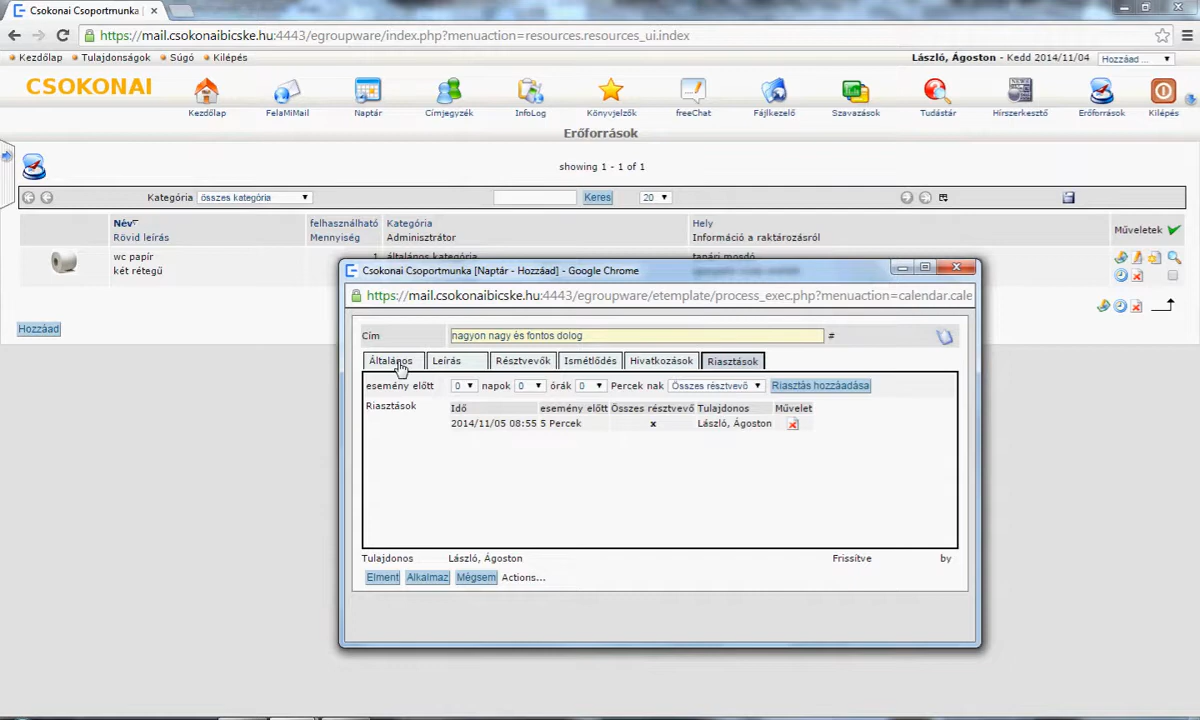 Csokonai Csoportmunka
https://mail.csokonaibicske.hu:4443/egroupware/index.php?menuaction=resources.resources_ui.index
Kezdőlap Tulajdonságok Súgó Kilépés László, Ágoston - Kedd 2014/11/04 Hozzáad ...
CSOKONAI
Kezdőlap FelaMiMail Naptár Címjegyzék InfoLog Könyvjelzők freeChat Fájlkezelő Szavazások Tudástár Hírszerkesztő Erőforrások Kilépés
Erőforrások
showing 1 - 1 of 1
Kategória összes kategória Keres 20
Név felhasználható Kategória Hely
Rövid leírás Mennyiség Adminisztrátor Információ a raktározásról Műveletek
wc papír 1 általános kategória tanári mosdó
két rétegű
Hozzáad
Csokonai Csoportmunka [Naptár - Hozzáad] - Google Chrome
https://mail.csokonaibicske.hu:4443/egroupware/etemplate/process_exec.php?menuaction=calendar.cale
Cím nagyon nagy és fontos dolog #
Általános Leírás Résztvevők Ismétlődés Hivatkozások Riasztások
esemény előtt 0 napok 0 órák 0 Percek nak Összes résztvevő Riasztás hozzáadása
Riasztások Idő esemény előtt Összes résztvevő Tulajdonos Művelet
2014/11/05 08:55 5 Percek x László, Ágoston
Tulajdonos László, Ágoston Frissítve by
Elment Alkalmaz Mégsem Actions...